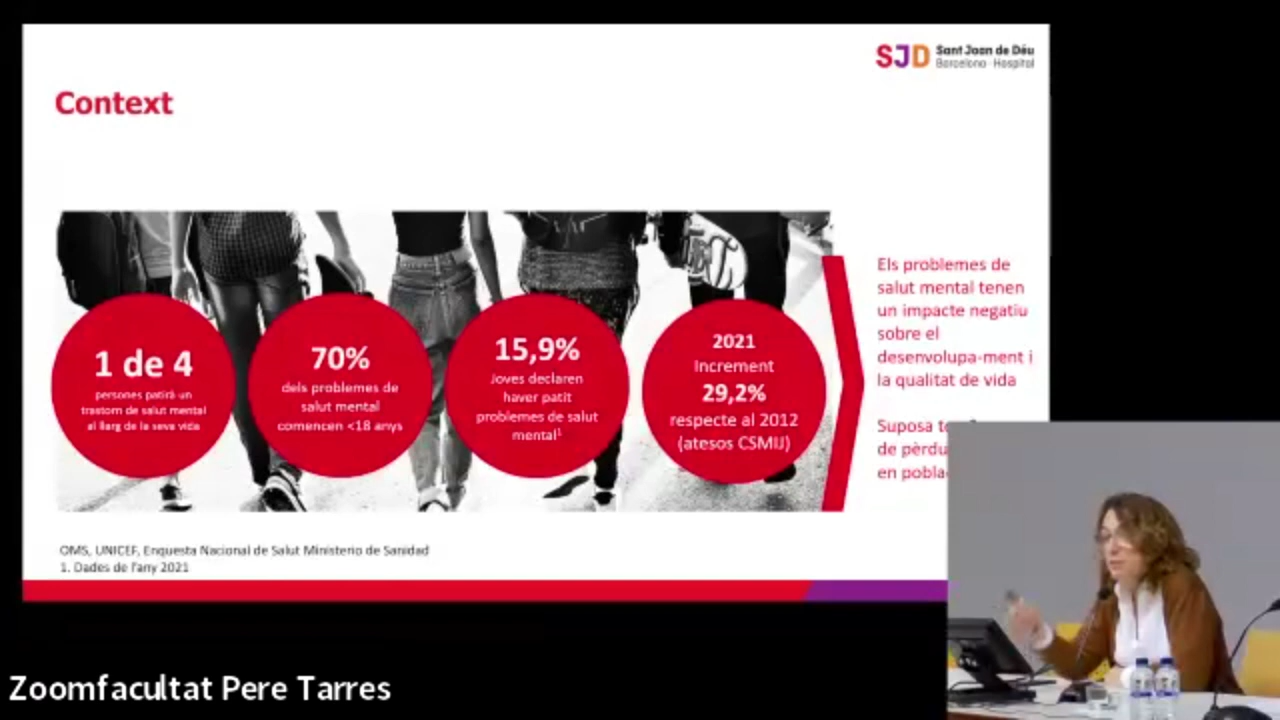 SJD Sant Joan de Déu
Barcelona · Hospital
Context
1 de 4
persones patirà un
trastorn de salut mental
al llarg de la seva vida
70%
dels problemes de
salut mental
comencen <18 anys
15,9%
Joves declaren
haver patit
problemes de salut
mental¹
2021
Increment
29,2%
respecte al 2012
(atesos CSMIJ)
Els problemes de
salut mental tenen
un impacte negatiu
sobre el
desenvolupa-ment i
la qualitat de vida
Suposa
de
en
OMS, UNICEF, Enquesta Nacional de Salut Ministerio de Sanidad
1. Dades de l'any 2021
Zoomfacultat Pere Tarres